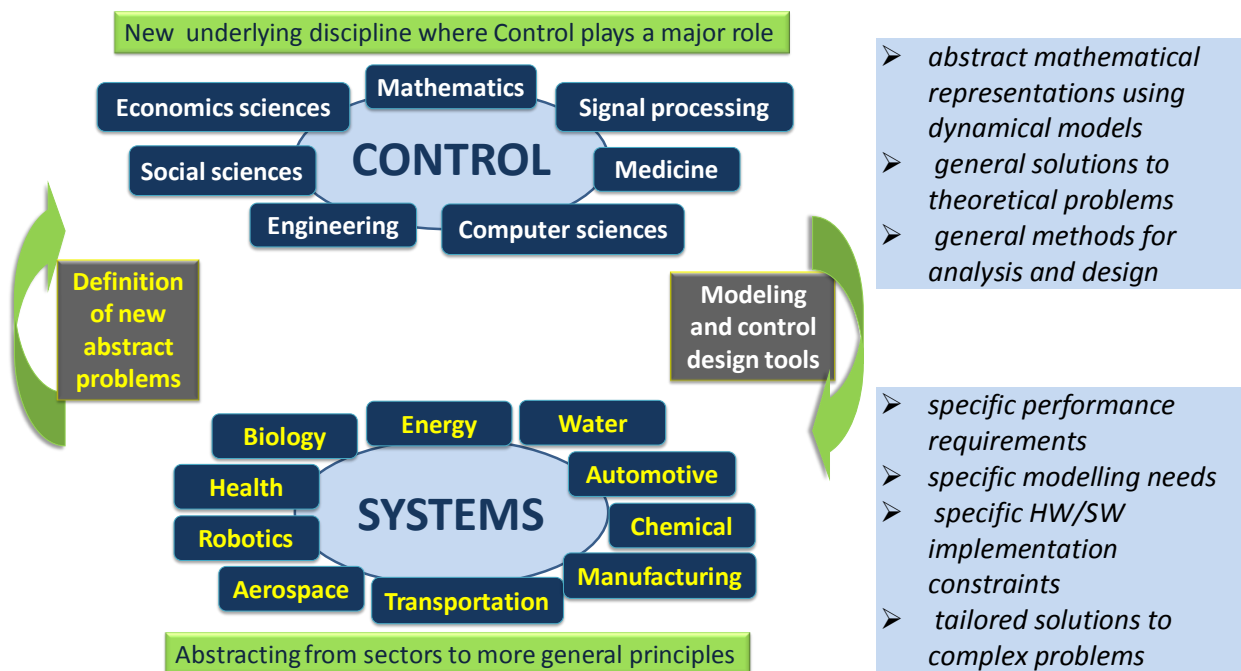 New underlying discipline where Control plays a major role
Mathematics
Economics sciences
Signal processing
CONTROL
Social sciences
Medicine
Engineering
Computer sciences
➢ abstract mathematical
representations using
dynamical models
➢ general solutions to
theoretical problems
➢ general methods for
analysis and design
Definition
of new
abstract
problems
Modeling
and control
design tools
Energy
Water
Biology
Automotive
Health
SYSTEMS
Chemical
Robotics
Manufacturing
Aerospace
Transportation
Abstracting from sectors to more general principles
➢ specific performance
requirements
➢ specific modelling needs
➢ specific HW/SW
implementation
constraints
➢ tailored solutions to
complex problems